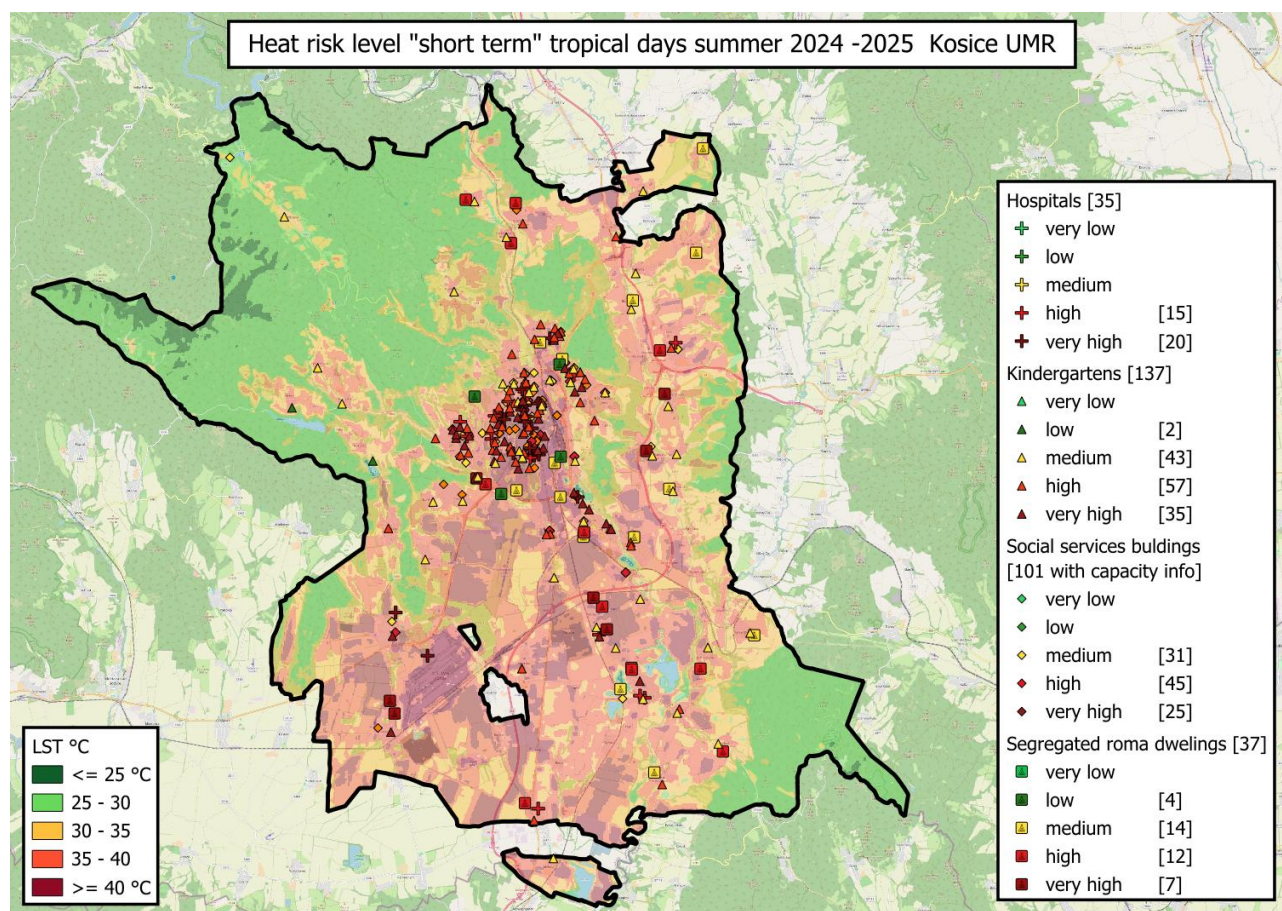 Heat risk level "short term" tropical days summer 2024 -2025  Kosice UMR
Hospitals [35]
very low
low
medium
high [15]
very high [20]
Kindergartens [137]
very low
low [2]
medium [43]
high [57]
very high [35]
Social services buldings
[101 with capacity info]
very low
low
medium [31]
high [45]
very high [25]
Segregated roma dwelings [37]
very low
low [4]
medium [14]
high [12]
very high [7]
LST °C
<= 25 °C
25 - 30
30 - 35
35 - 40
>= 40 °C